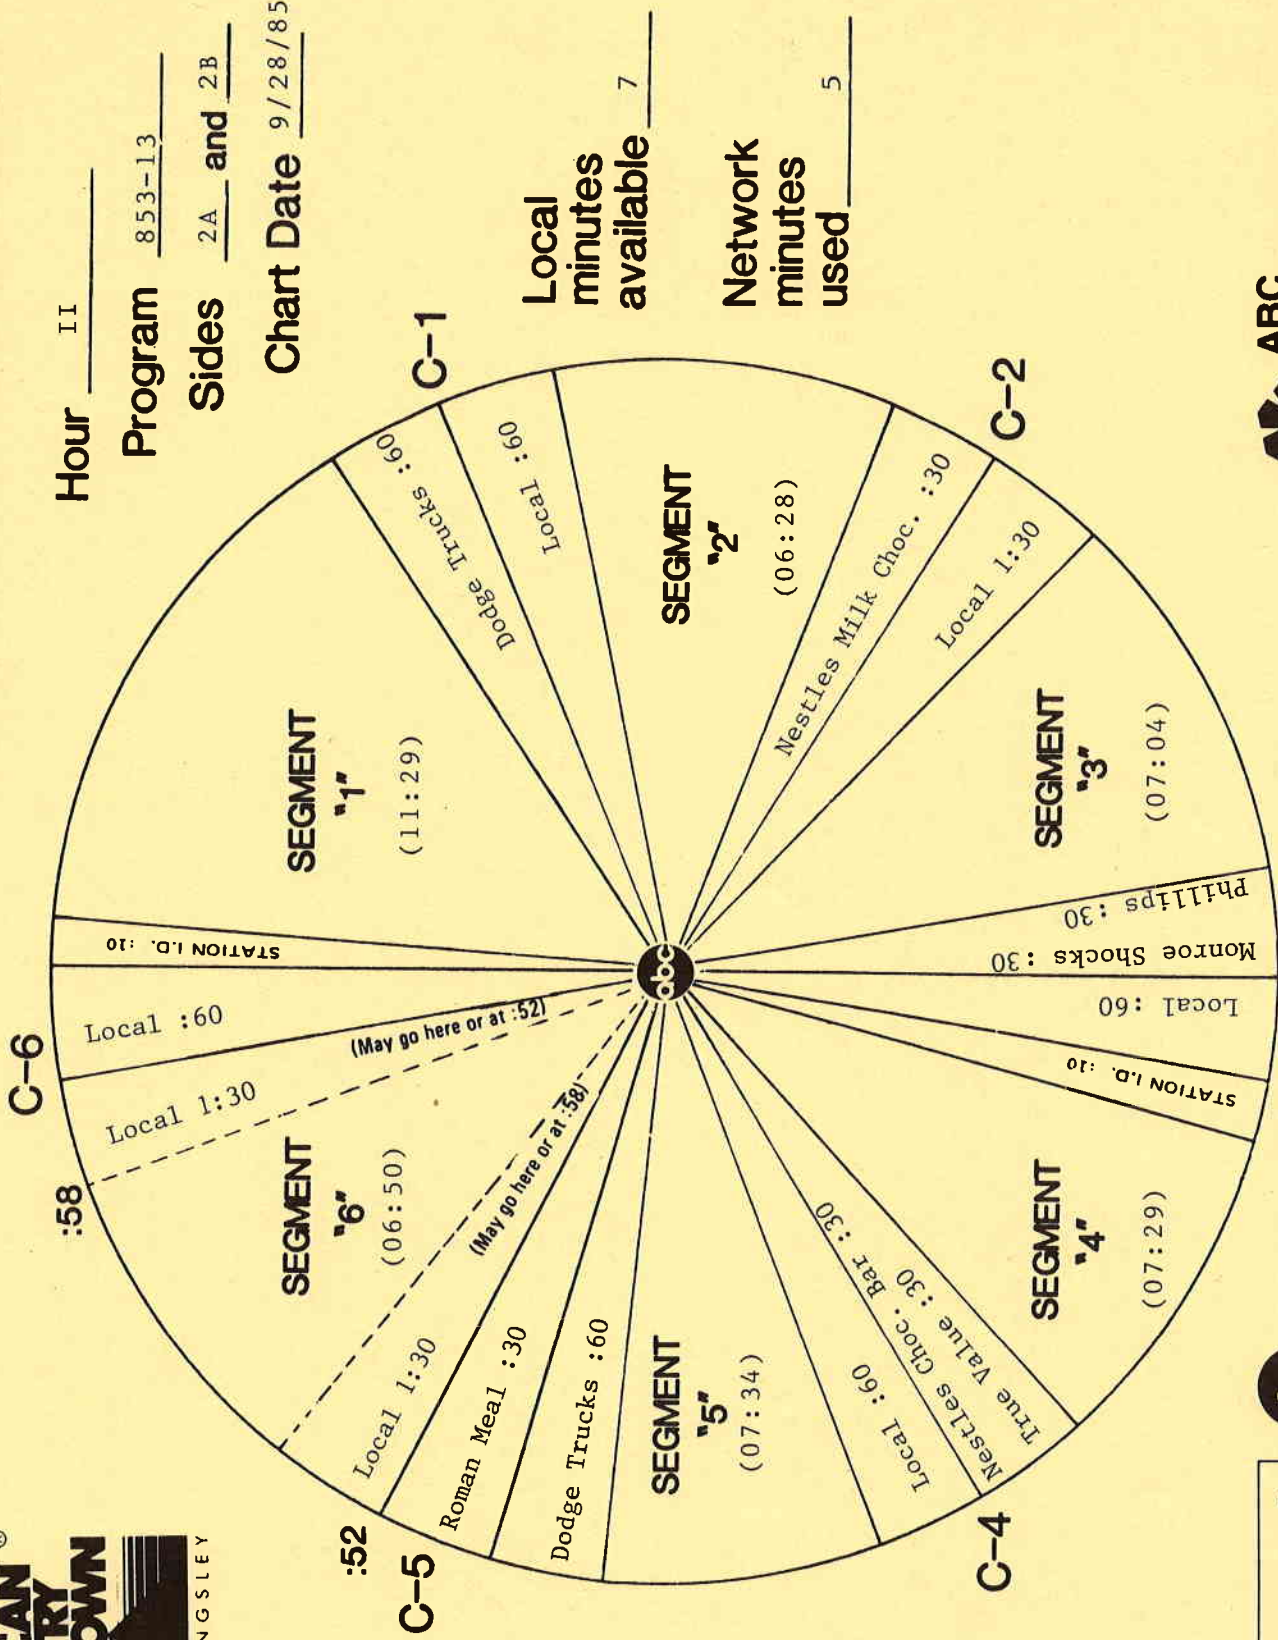 Hour II
Program 853-13
Sides 2A and 2B
Chart Date 9/28/85
Local
minutes
available 7
Network
minutes
used 5
NGSLEY
STATION I.D. :10
SEGMENT
"1"
(11:29)
Dodge Trucks :60
C-1
Local :60
SEGMENT
"2"
(06:28)
Nestles Milk Choc. :30
C-2
Local 1:30
SEGMENT
"3"
(07:04)
Phillips :30
Monroe Shocks :30
Local :60
STATION I.D. :10
SEGMENT
"4"
(07:29)
True Value :30
Nestles Choc. Bar :30
C-4
Local :60
SEGMENT
"5"
(07:34)
Dodge Trucks :60
Roman Meal :30
C-5
:52
Local 1:30
(May go here or at :58)
SEGMENT
"6"
(06:50)
:58
Local 1:30
(May go here or at :52)
C-6
Local :60
abc
ABC